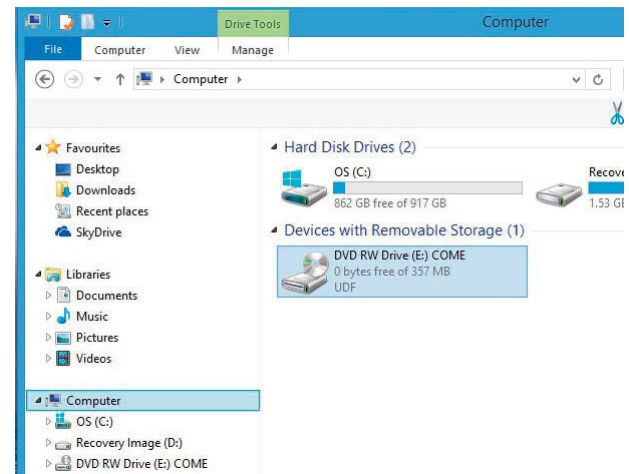 Drive Tools
Computer
File
Computer
View
Manage
Computer
Favourites
Desktop
Downloads
Recent places
SkyDrive
Libraries
Documents
Music
Pictures
Videos
Computer
OS (C:)
Recovery Image (D:)
DVD RW Drive (E:) COME
Hard Disk Drives (2)
OS (C:)
862 GB free of 917 GB
Recove
1.53 GB
Devices with Removable Storage (1)
DVD RW Drive (E:) COME
0 bytes free of 357 MB
UDF